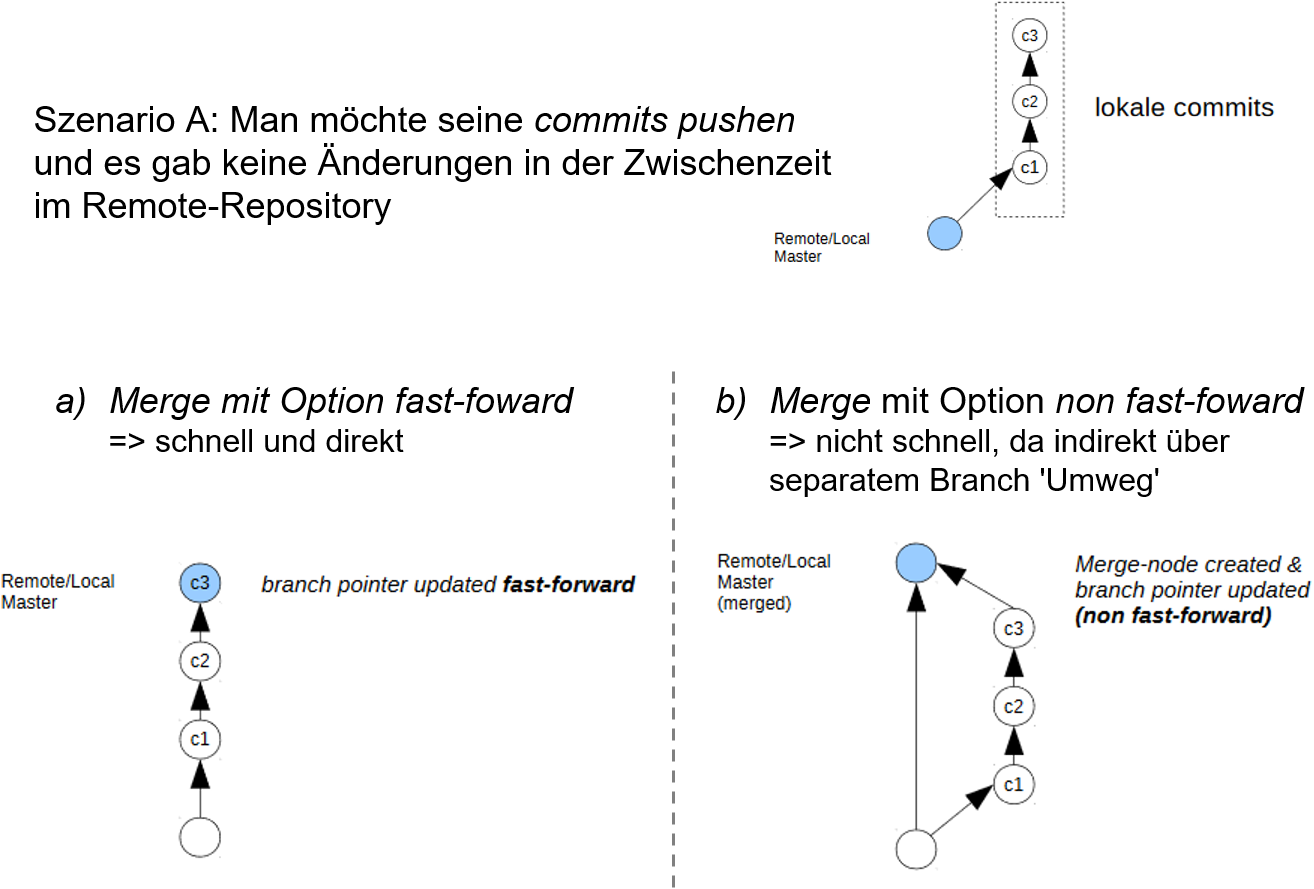 c3
c2
lokale commits
c1
Szenario A: Man möchte seine commits pushen
und es gab keine Änderungen in der Zwischenzeit
im Remote-Repository
Remote/Local
Master
a) Merge mit Option fast-foward
=> schnell und direkt
Remote/Local
Master
c3
branch pointer updated fast-forward
c2
c1
b) Merge mit Option non fast-foward
=> nicht schnell, da indirekt über
separatem Branch 'Umweg'
Remote/Local
Master
(merged)
Merge-node created &
branch pointer updated
(non fast-forward)
c3
c2
c1